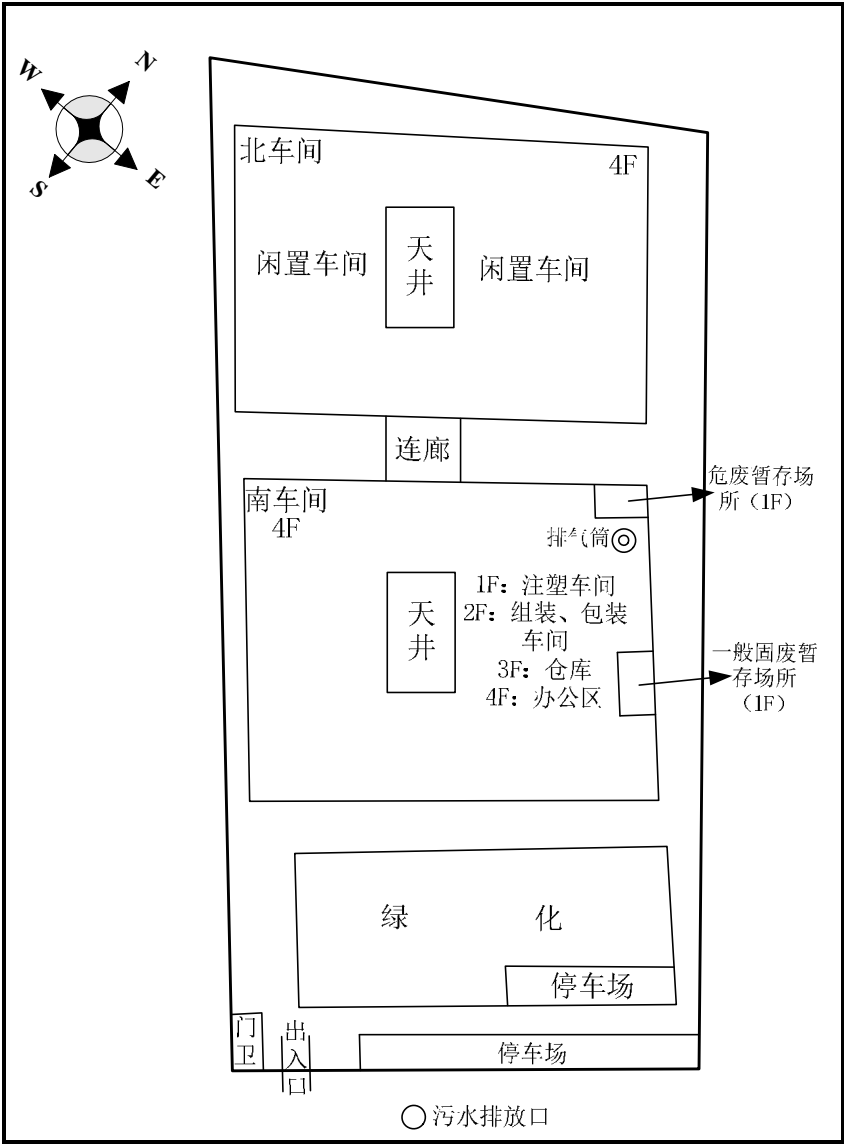 W
N
S
E
北车间
4F
闲置车间
天井
闲置车间
连廊
危废暂存场
所（1F）
南车间
4F
排气筒
1F：注塑车间
2F：组装、包装
车间
3F：仓库
4F：办公区
天井
一般固废暂
存场所
（1F）
绿 化
停车场
门卫
出入口
停车场
污水排放口